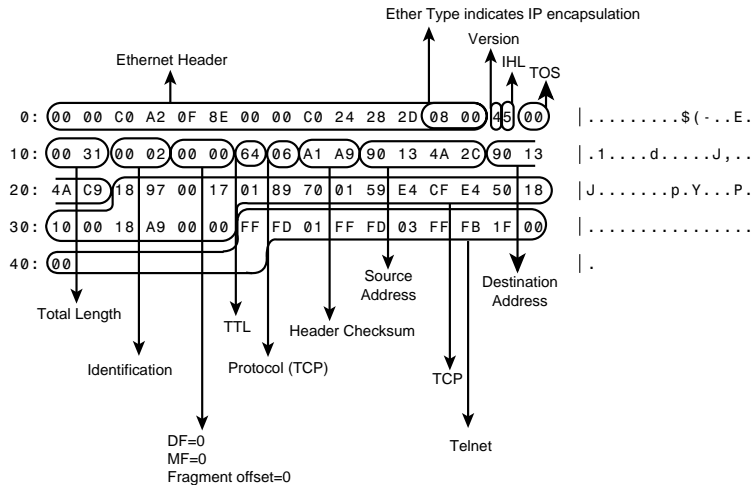 Ether Type indicates IP encapsulation
Version
Ethernet Header
IHL
TOS
0: 00 00 C0 A2 0F 8E 00 00 C0 24 28 2D 08 00 45 00 |.........$(-..E.
10: 00 31 00 02 00 00 64 06 A1 A9 90 13 4A 2C 90 13 |.1....d.....J,..
20: 4A C9 18 97 00 17 01 89 70 01 59 E4 CF E4 50 18 |J.......p.Y...P.
30: 10 00 18 A9 00 00 FF FD 01 FF FD 03 FF FB 1F 00 |................
40: 00 |.
Source
Address
Destination
Address
Total Length
TTL
Header Checksum
Identification
Protocol (TCP)
TCP
DF=0
MF=0
Fragment offset=0
Telnet